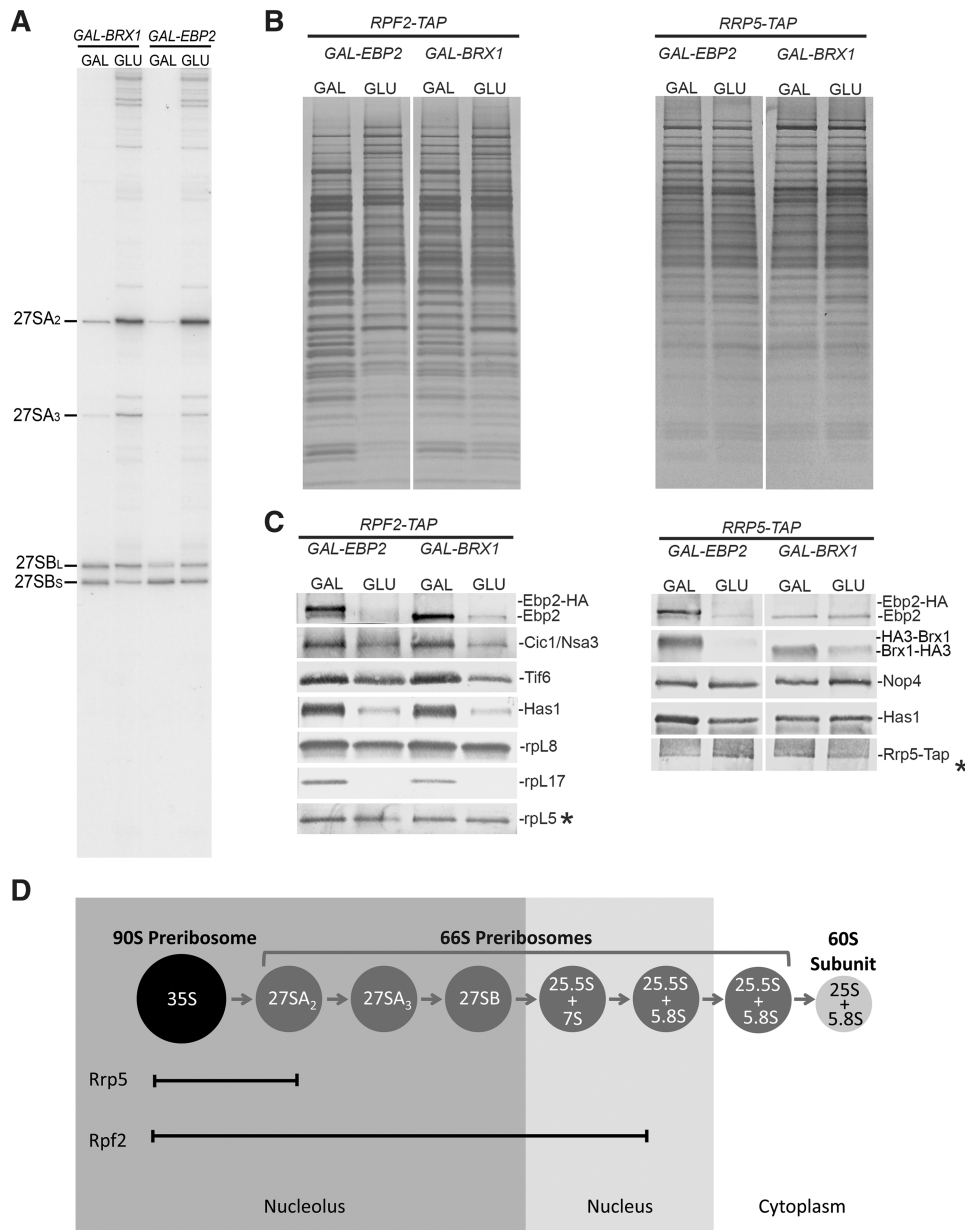 A
GAL-BRX1 GAL-EBP2
GAL GLU GAL GLU
27SA2
27SA3
27SBL
27SBS
B
RPF2-TAP
GAL-EBP2 GAL-BRX1
GAL GLU GAL GLU
RRP5-TAP
GAL-EBP2 GAL-BRX1
GAL GLU GAL GLU
C
RPF2-TAP
GAL-EBP2 GAL-BRX1
GAL GLU GAL GLU
-Ebp2-HA
-Ebp2
-Cic1/Nsa3
-Tif6
-Has1
-rpL8
-rpL17
-rpL5 *
RRP5-TAP
GAL-EBP2 GAL-BRX1
GAL GLU GAL GLU
-Ebp2-HA
-Ebp2
-HA3-Brx1
-Brx1-HA3
-Nop4
-Has1
-Rrp5-Tap
*
D
90S Preribosome
66S Preribosomes
60S
Subunit
35S
27SA2
27SA3
27SB
25.5S
+
7S
25.5S
+
5.8S
25.5S
+
5.8S
25S
+
5.8S
Rrp5
Rpf2
Nucleolus
Nucleus
Cytoplasm